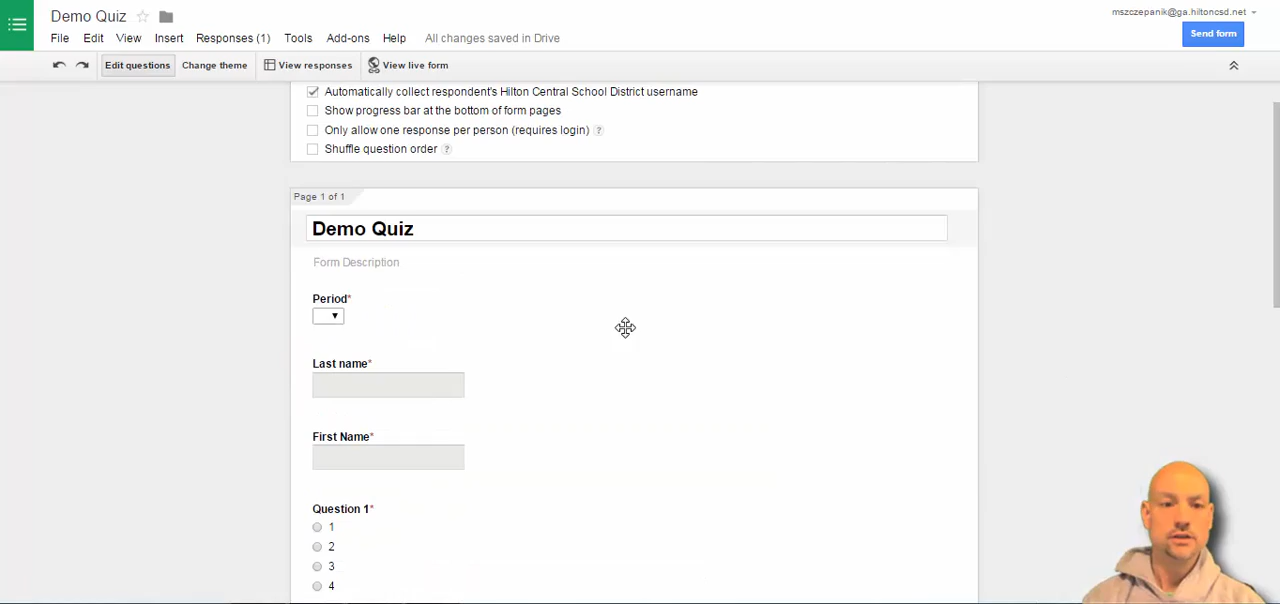 Demo Quiz
mszczepanik@ga.hiltoncsd.net
File Edit View Insert Responses (1) Tools Add-ons Help All changes saved in Drive
Send form
Edit questions Change theme View responses View live form
Automatically collect respondent's Hilton Central School District username
Show progress bar at the bottom of form pages
Only allow one response per person (requires login) ?
Shuffle question order ?
Page 1 of 1
Demo Quiz
Form Description
Period*
Last name*
First Name*
Question 1*
1
2
3
4